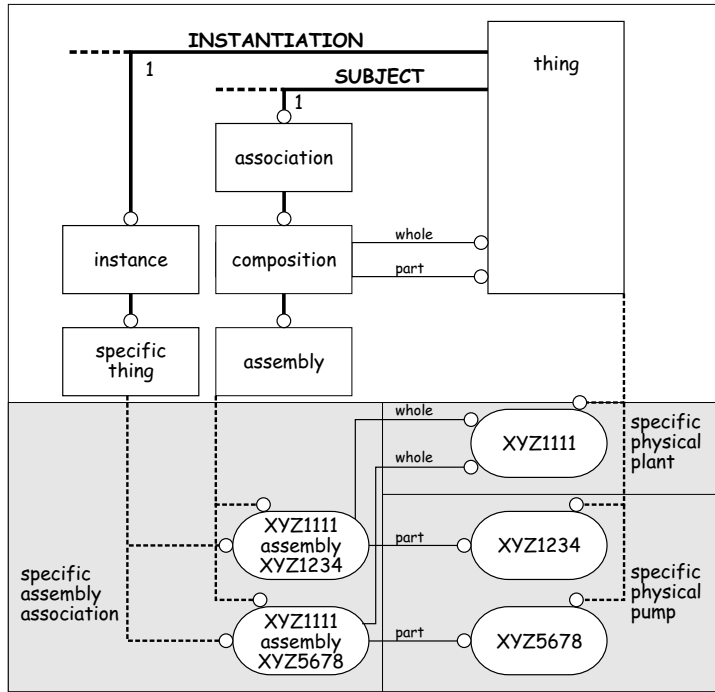 INSTANTIATION
1
SUBJECT
1
thing
association
instance
composition
whole
part
specific
thing
assembly
whole
whole
XYZ1111
specific
physical
plant
XYZ1111
assembly
XYZ1234
part
XYZ1234
specific
assembly
association
XYZ1111
assembly
XYZ5678
part
XYZ5678
specific
physical
pump